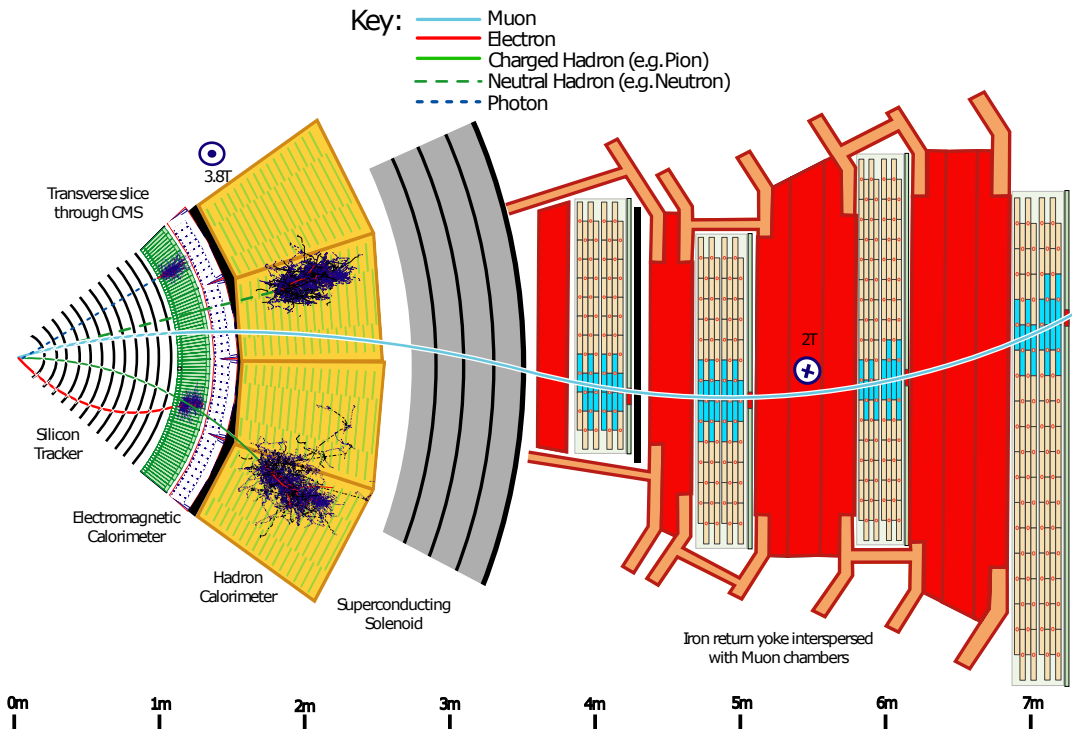 Key:
Muon
Electron
Charged Hadron (e.g. Pion)
Neutral Hadron (e.g. Neutron)
Photon
3.8T
Transverse slice
through CMS
2T
Silicon
Tracker
Electromagnetic
Calorimeter
Hadron
Calorimeter
Superconducting
Solenoid
Iron return yoke interspersed
with Muon chambers
0m 1m 2m 3m 4m 5m 6m 7m